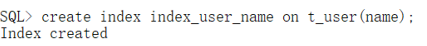 SQL> create index index_user_name on t_user(name);
Index created